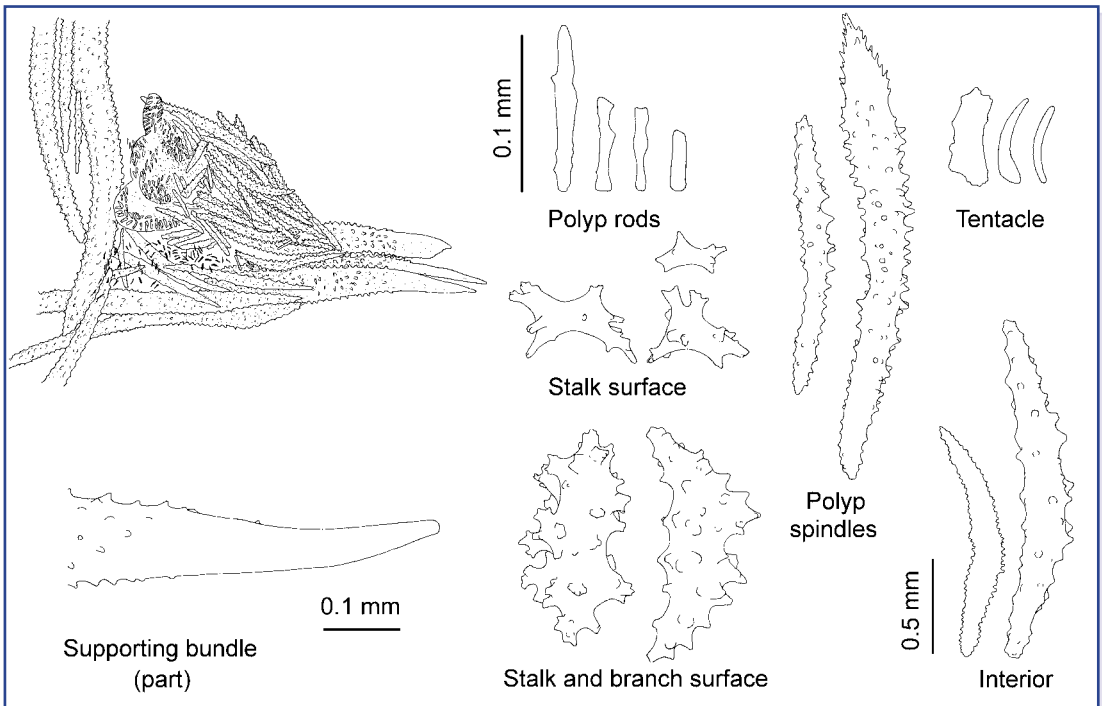 0.1 mm
Polyp rods
Tentacle
Stalk surface
Polyp
spindles
0.1 mm
Supporting bundle
(part)
Stalk and branch surface
0.5 mm
Interior